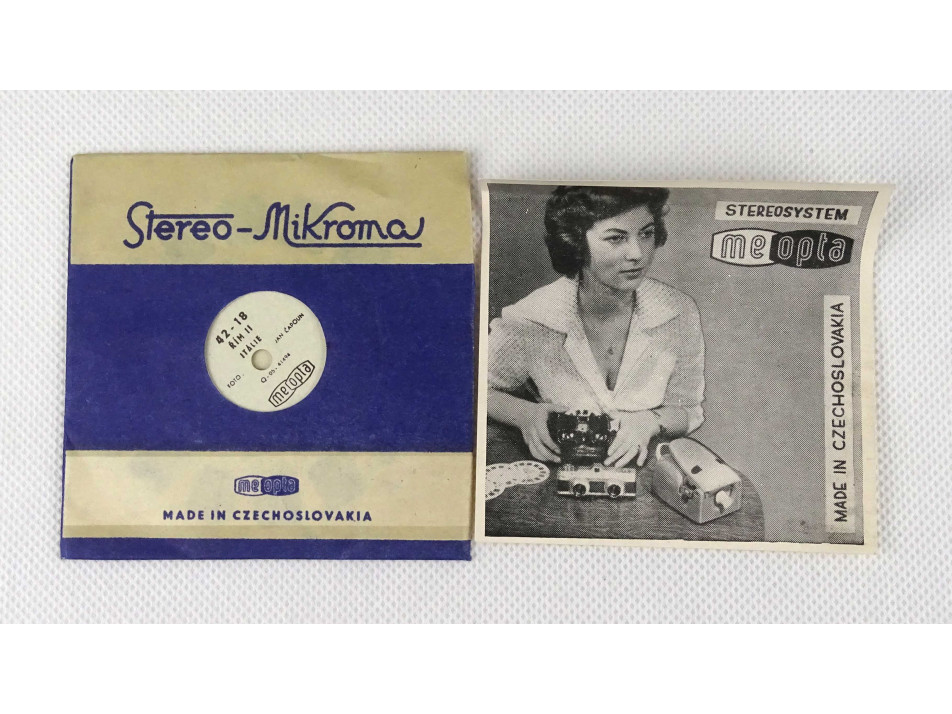 Stereo-Mikroma
42-18
ŘÍM II
ITÁLIE
FOTO. JAN ČAPOUN
meopta
meopta
MADE IN CZECHOSLOVAKIA
STEREOSYSTEM
meopta
MADE IN CZECHOSLOVAKIA